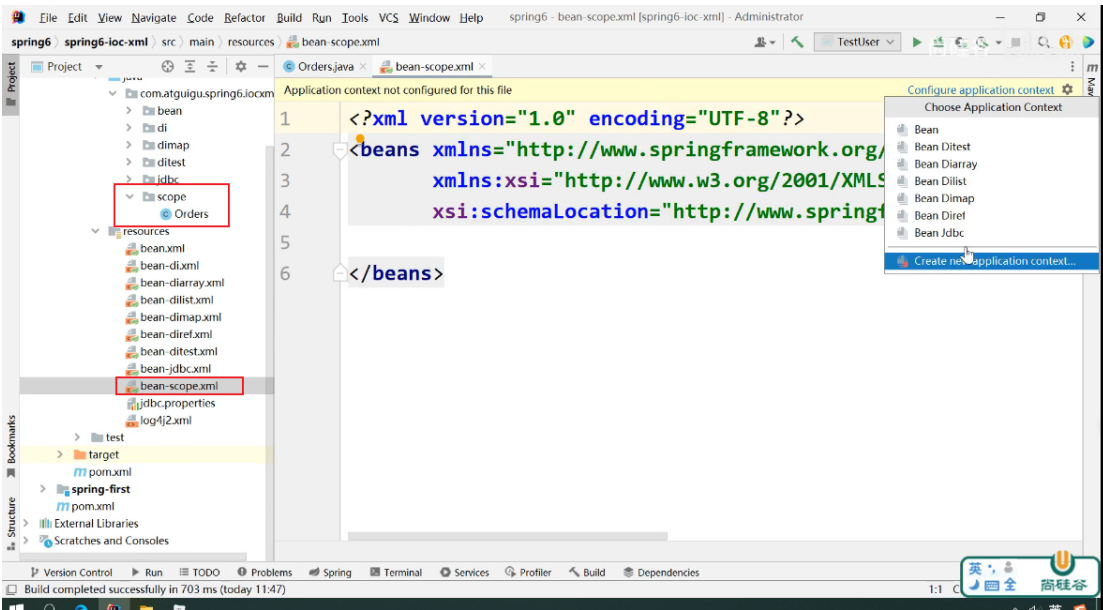 File Edit View Navigate Code Refactor Build Run Tools VCS Window Help spring6 - bean-scope.xml [spring6-ioc-xml] - Administrator
spring6 spring6-ioc-xml src main resources bean-scope.xml
TestUser
Project
Orders.java
bean-scope.xml
Project
java
com.atguigu.spring6.iocxm
bean
di
dimap
ditest
jdbc
scope
Orders
resources
bean.xml
bean-di.xml
bean-diarray.xml
bean-dilist.xml
bean-dimap.xml
bean-diref.xml
bean-ditest.xml
bean-jdbc.xml
bean-scope.xml
jdbc.properties
log4j2.xml
test
target
pom.xml
spring-first
pom.xml
External Libraries
Scratches and Consoles
Bookmarks
Structure
Application context not configured for this file
Configure application context
1 <?xml version="1.0" encoding="UTF-8"?>
2 <beans xmlns="http://www.springframework.org/
3 xmlns:xsi="http://www.w3.org/2001/XMLS
4 xsi:schemaLocation="http://www.springf
5
6 </beans>
Choose Application Context
Bean
Bean Ditest
Bean Diarray
Bean Dilist
Bean Dimap
Bean Diref
Bean Jdbc
Create new application context...
m
Version Control Run TODO Problems Spring Terminal Services Profiler Build Dependencies
Build completed successfully in 703 ms (today 11:47)
1:1
英
全
尚硅谷
英